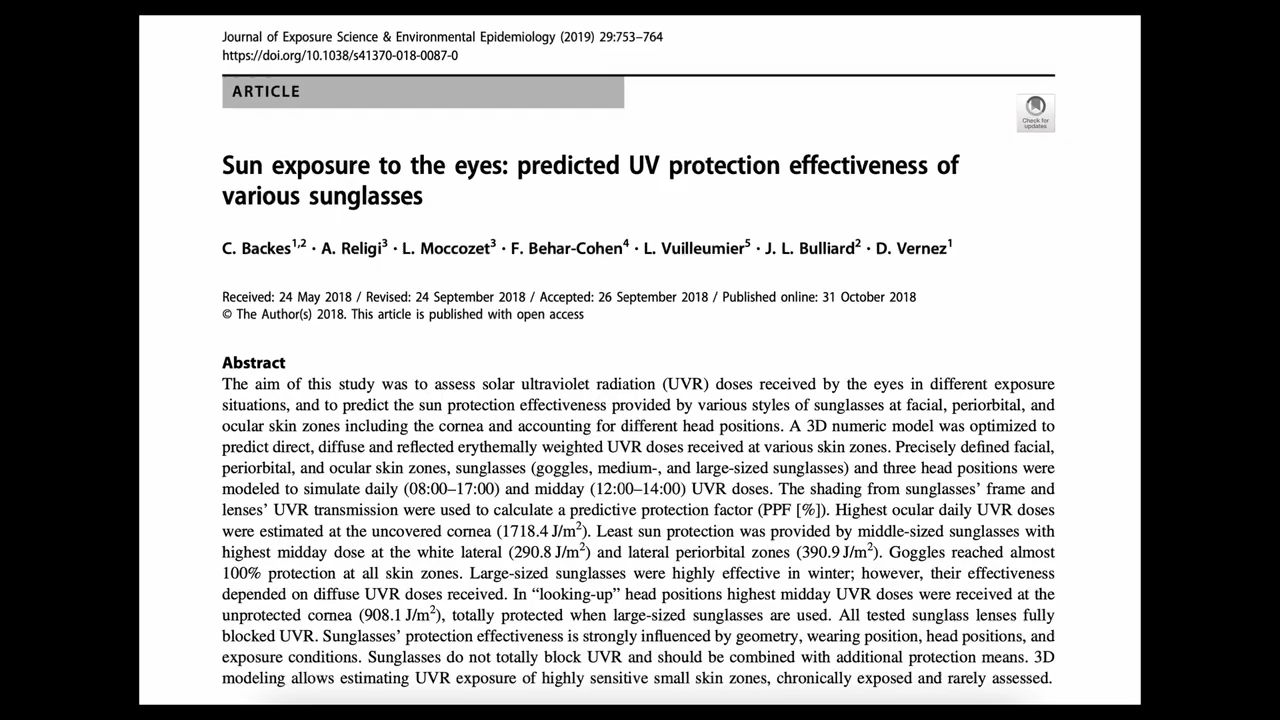 Journal of Exposure Science & Environmental Epidemiology (2019) 29:753–764
https://doi.org/10.1038/s41370-018-0087-0
ARTICLE
Check for
updates
Sun exposure to the eyes: predicted UV protection effectiveness of
various sunglasses
C. Backes1,2 · A. Religi3 · L. Moccozet3 · F. Behar-Cohen4 · L. Vuilleumier5 · J. L. Bulliard2 · D. Vernez1
Received: 24 May 2018 / Revised: 24 September 2018 / Accepted: 26 September 2018 / Published online: 31 October 2018
© The Author(s) 2018. This article is published with open access
Abstract
The aim of this study was to assess solar ultraviolet radiation (UVR) doses received by the eyes in different exposure
situations, and to predict the sun protection effectiveness provided by various styles of sunglasses at facial, periorbital, and
ocular skin zones including the cornea and accounting for different head positions. A 3D numeric model was optimized to
predict direct, diffuse and reflected erythemally weighted UVR doses received at various skin zones. Precisely defined facial,
periorbital, and ocular skin zones, sunglasses (goggles, medium-, and large-sized sunglasses) and three head positions were
modeled to simulate daily (08:00–17:00) and midday (12:00–14:00) UVR doses. The shading from sunglasses’ frame and
lenses’ UVR transmission were used to calculate a predictive protection factor (PPF [%]). Highest ocular daily UVR doses
were estimated at the uncovered cornea (1718.4 J/m2). Least sun protection was provided by middle-sized sunglasses with
highest midday dose at the white lateral (290.8 J/m2) and lateral periorbital zones (390.9 J/m2). Goggles reached almost
100% protection at all skin zones. Large-sized sunglasses were highly effective in winter; however, their effectiveness
depended on diffuse UVR doses received. In “looking-up” head positions highest midday UVR doses were received at the
unprotected cornea (908.1 J/m2), totally protected when large-sized sunglasses are used. All tested sunglass lenses fully
blocked UVR. Sunglasses’ protection effectiveness is strongly influenced by geometry, wearing position, head positions, and
exposure conditions. Sunglasses do not totally block UVR and should be combined with additional protection means. 3D
modeling allows estimating UVR exposure of highly sensitive small skin zones, chronically exposed and rarely assessed.